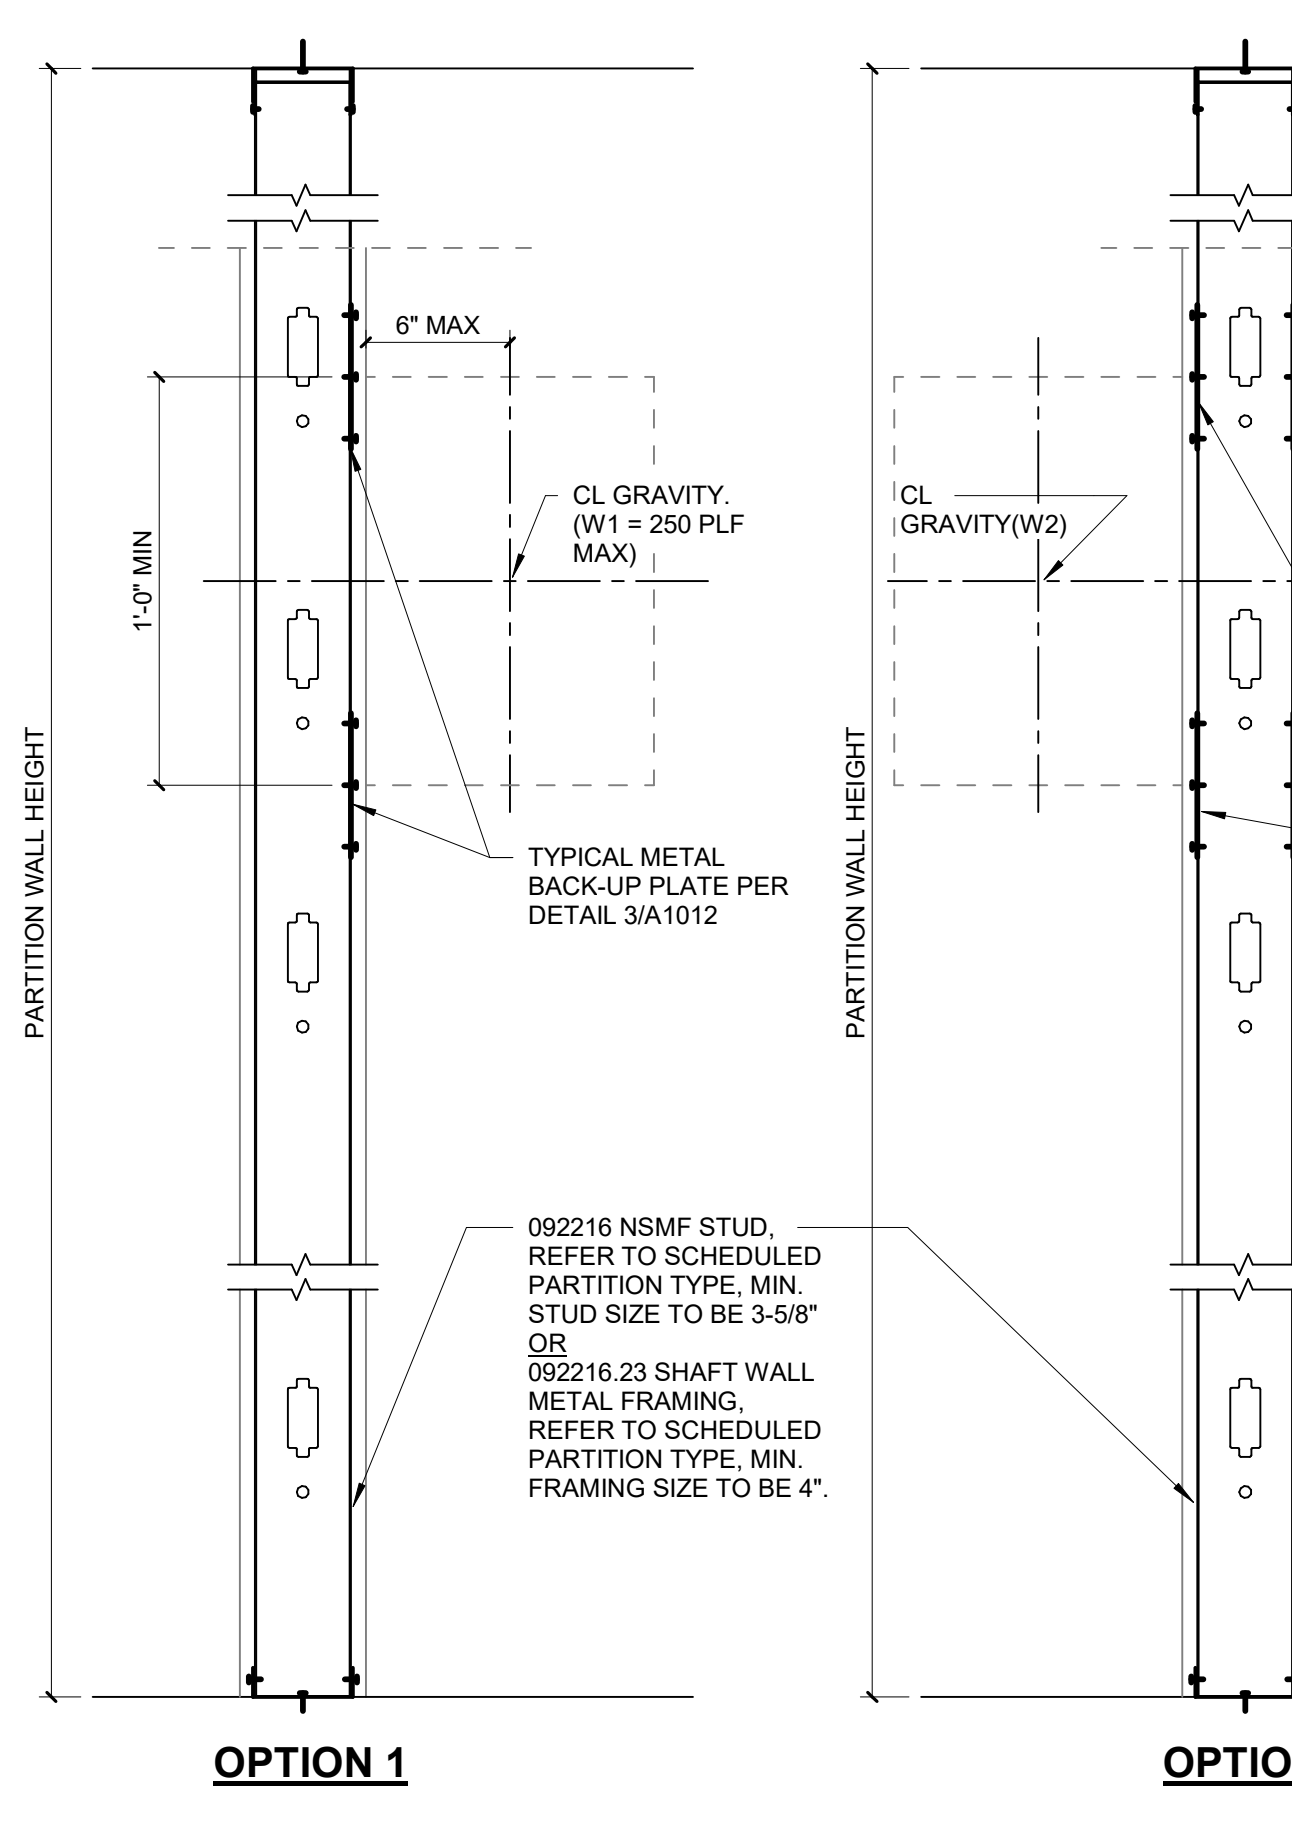 6" MAX
CL GRAVITY.
(W1 = 250 PLF
MAX)
1'-0" MIN
PARTITION WALL HEIGHT
TYPICAL METAL
BACK-UP PLATE PER
DETAIL 3/A1012
092216 NSMF STUD,
REFER TO SCHEDULED
PARTITION TYPE, MIN.
STUD SIZE TO BE 3-5/8"
OR
092216.23 SHAFT WALL
METAL FRAMING,
REFER TO SCHEDULED
PARTITION TYPE, MIN.
FRAMING SIZE TO BE 4".
OPTION 1
CL
GRAVITY(W2)
PARTITION WALL HEIGHT
OPTIO